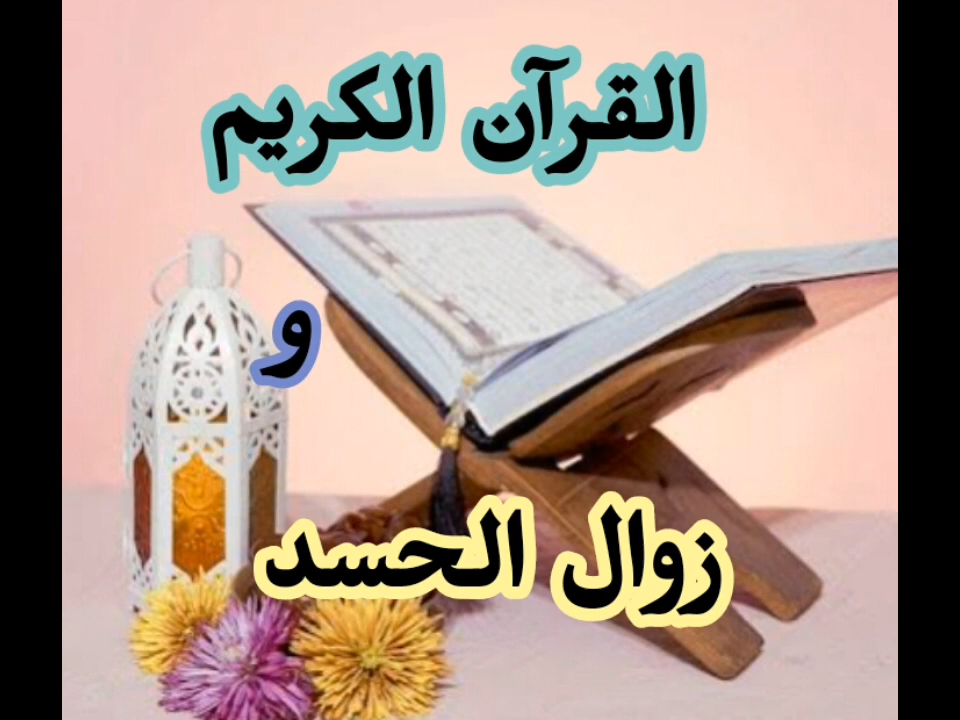 القرآن الكريم
و
زوال الحسد